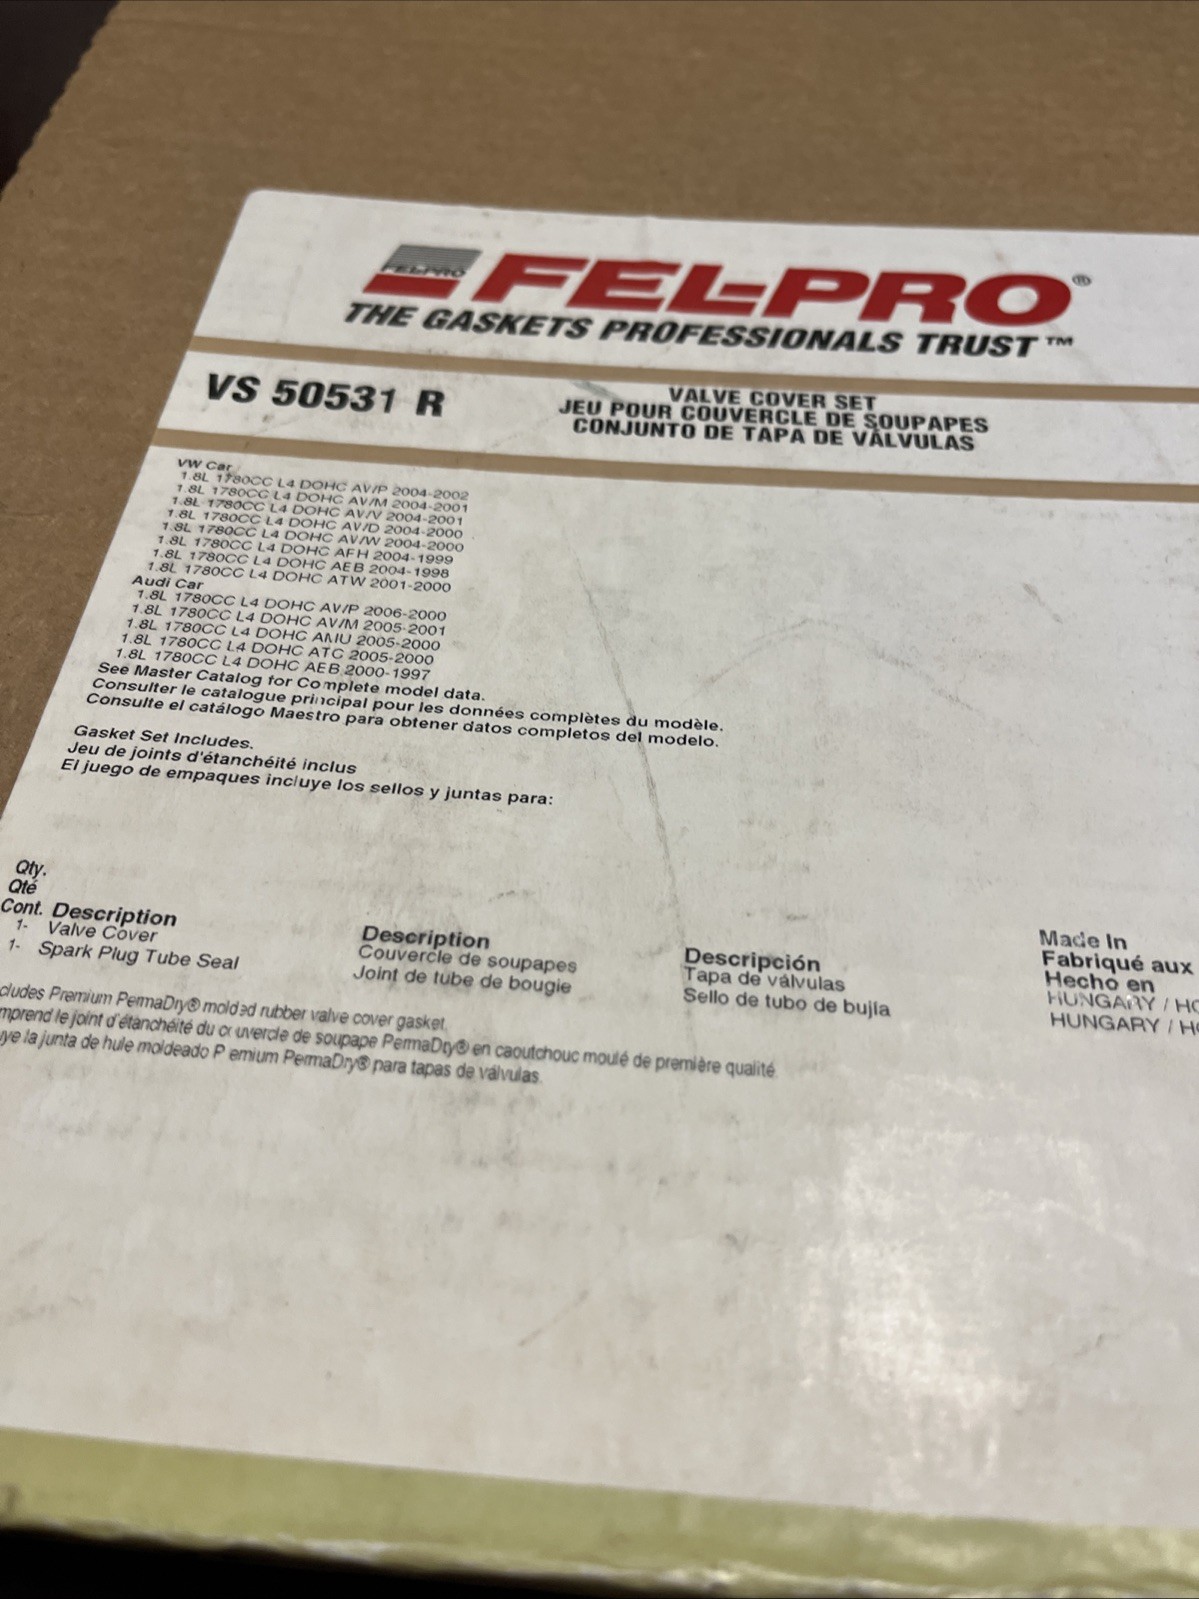 FEL-PRO
FEL-PRO®
THE GASKETS PROFESSIONALS TRUST™
VS 50531 R
VALVE COVER SET
JEU POUR COUVERCLE DE SOUPAPES
CONJUNTO DE TAPA DE VÁLVULAS
VW Car
1.8L 1780CC L4 DOHC AV/P 2004-2002
1.8L 1780CC L4 DOHC AV/M 2004-2001
1.8L 1780CC L4 DOHC AV/V 2004-2001
1.8L 1780CC L4 DOHC AV/D 2004-2000
1.8L 1780CC L4 DOHC AV/W 2004-2000
1.8L 1780CC L4 DOHC AFH 2004-1999
1.8L 1780CC L4 DOHC AEB 2004-1998
1.8L 1780CC L4 DOHC ATW 2001-2000
Audi Car
1.8L 1780CC L4 DOHC AV/P 2006-2000
1.8L 1780CC L4 DOHC AV/M 2005-2001
1.8L 1780CC L4 DOHC AMU 2005-2000
1.8L 1780CC L4 DOHC ATC 2005-2000
1.8L 1780CC L4 DOHC AEB 2000-1997
See Master Catalog for Complete model data.
Consulter le catalogue principal pour les données complètes du modèle.
Consulte el catálogo Maestro para obtener datos completos del modelo.
Gasket Set Includes.
Jeu de joints d'étanchéité inclus
El juego de empaques incluye los sellos y juntas para:
Qty.
Qté
Cont. Description
1- Valve Cover
1- Spark Plug Tube Seal
Description
Couvercle de soupapes
Joint de tube de bougie
Descripción
Tapa de válvulas
Sello de tubo de bujía
Made In
Fabriqué aux
Hecho en
HUNGARY / HO
HUNGARY / HO
cludes Premium PermaDry® molded rubber valve cover gasket.
mprend le joint d'étanchéité du couvercle de soupape PermaDry® en caoutchouc moulé de première qualité
uye la junta de hule moldeado Premium PermaDry® para tapas de válvulas.